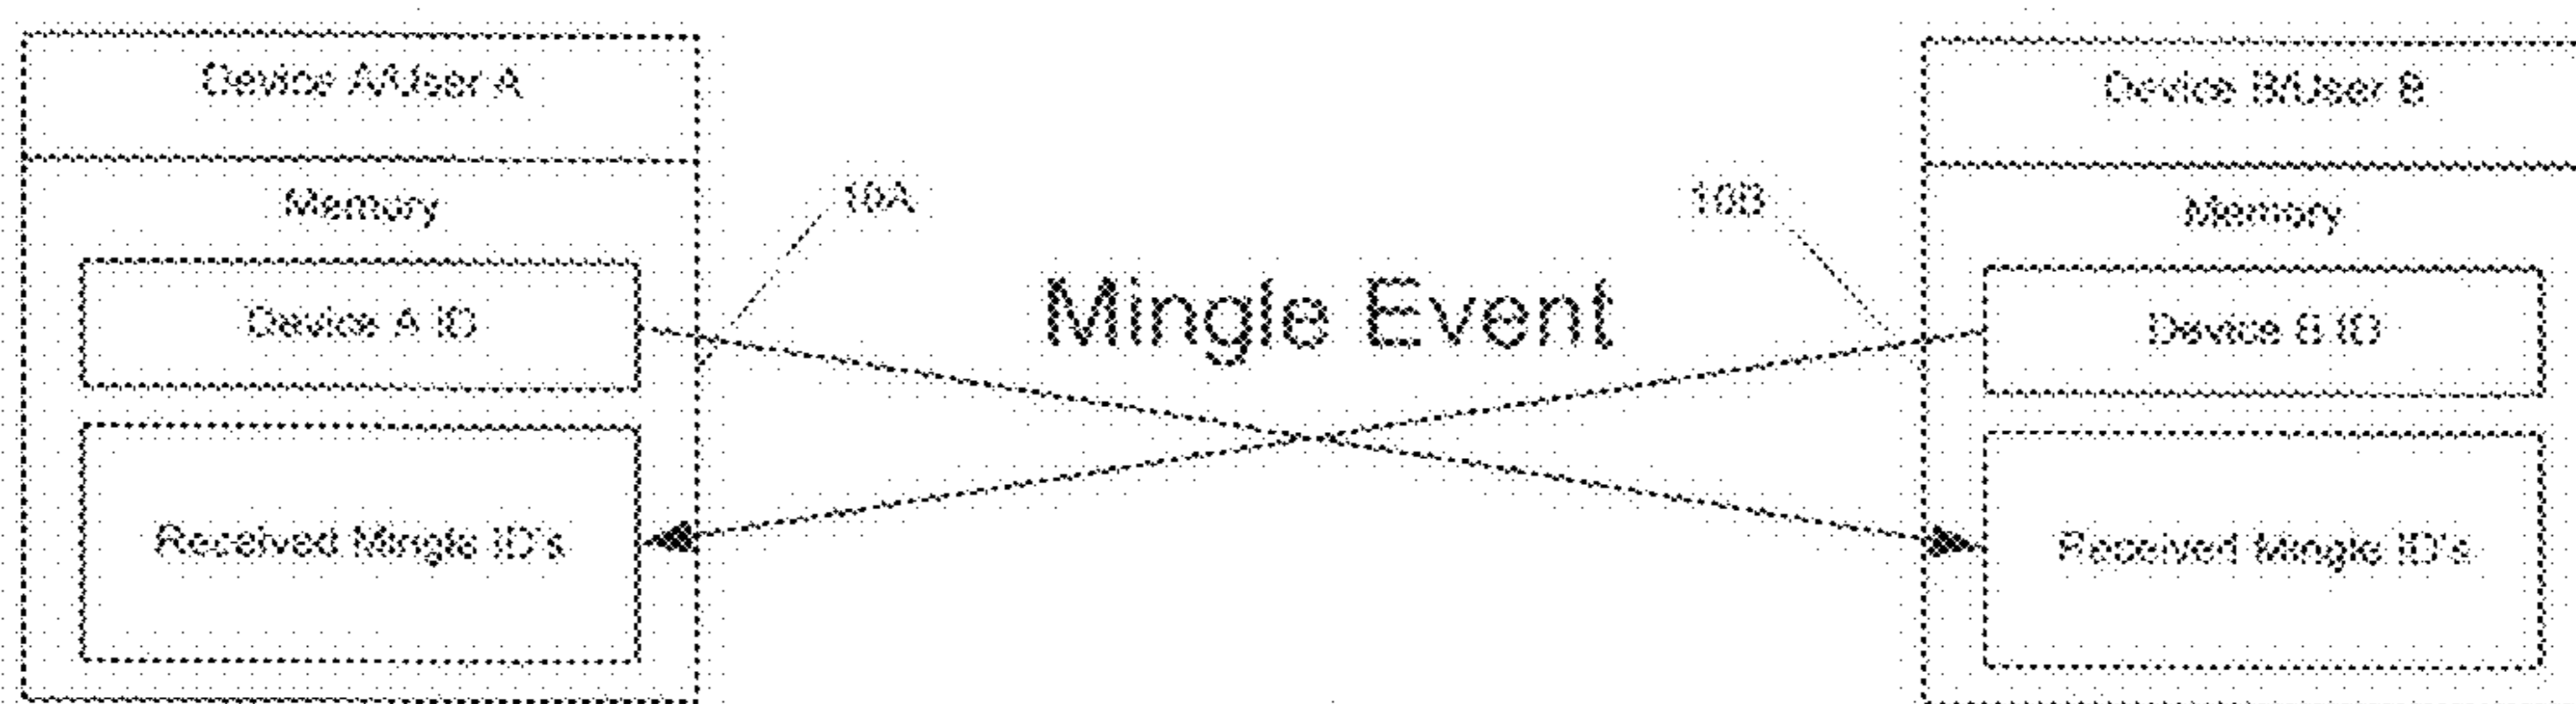 Device A/User A
Memory
Device A ID
Received Mingle ID's
10A
Mingle Event
10B
Device B/User B
Memory
Device B ID
Received Mingle ID's